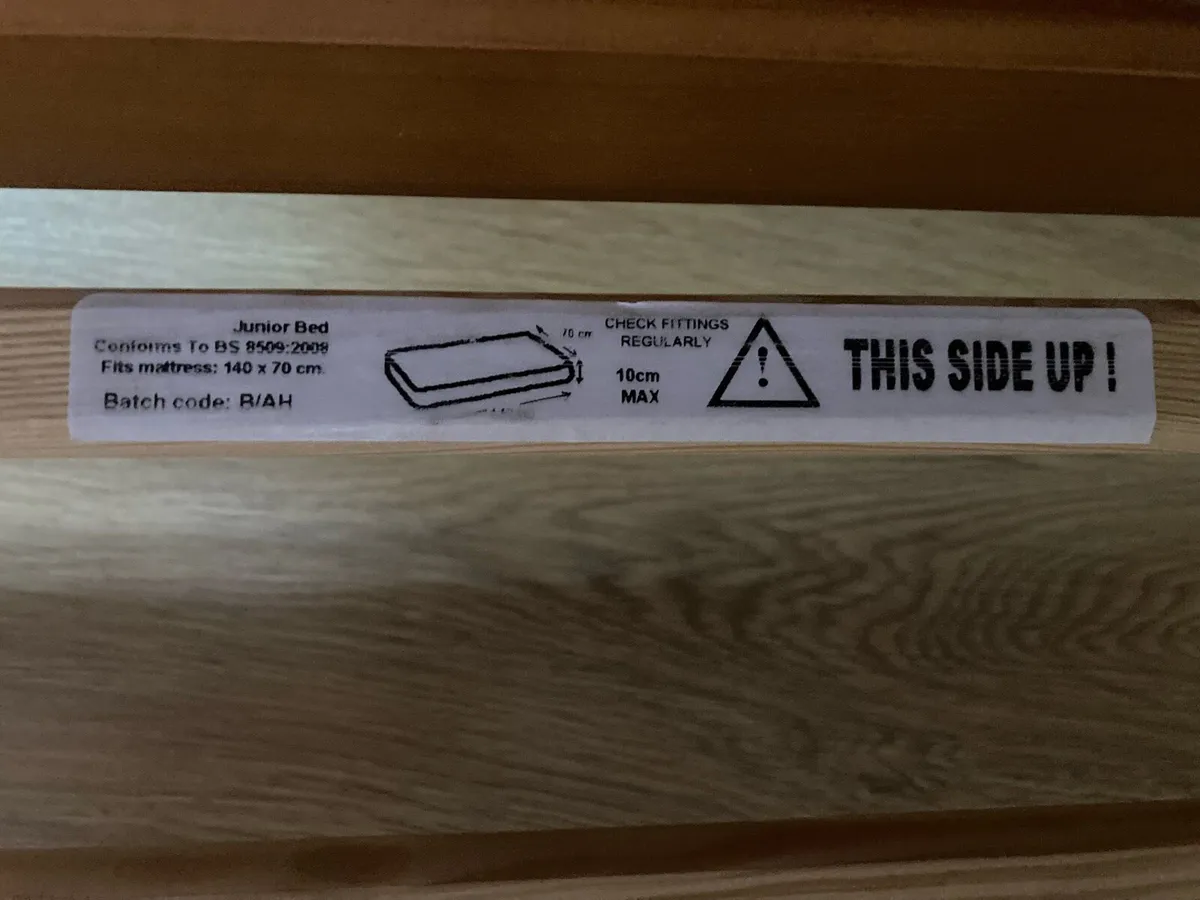 Junior Bed
Conforms To BS 8509:2008
Fits mattress: 140 x 70 cm.
Batch code: B/AH
70 cm
CHECK FITTINGS
REGULARLY
10cm
MAX
!
THIS SIDE UP !